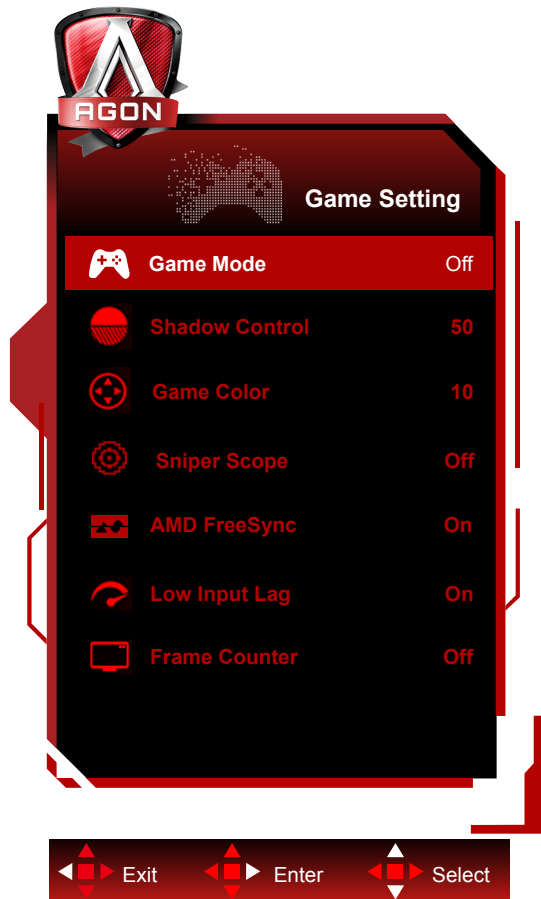 AGON
Game Setting
Game Mode Off
Shadow Control 50
Game Color 10
Sniper Scope Off
AMD FreeSync On
Low Input Lag On
Frame Counter Off
Exit Enter Select